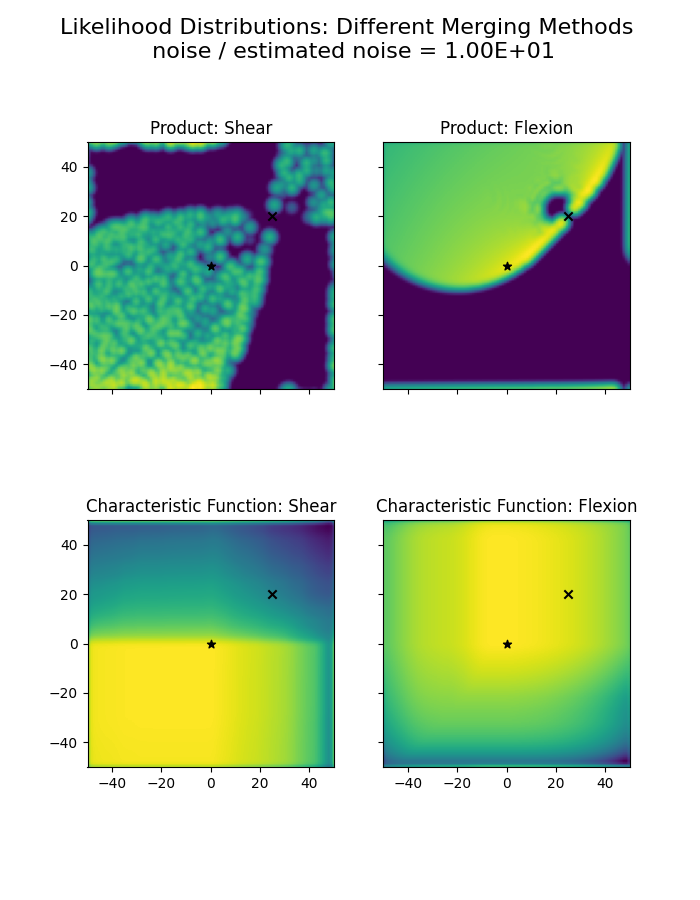 Likelihood Distributions: Different Merging Methods
noise / estimated noise = 1.00E+01
Product: Shear
Product: Flexion
40
20
0
−20
−40
Characteristic Function: Shear
Characteristic Function: Flexion
40
20
0
−20
−40
−40 −20 0 20 40
−40 −20 0 20 40